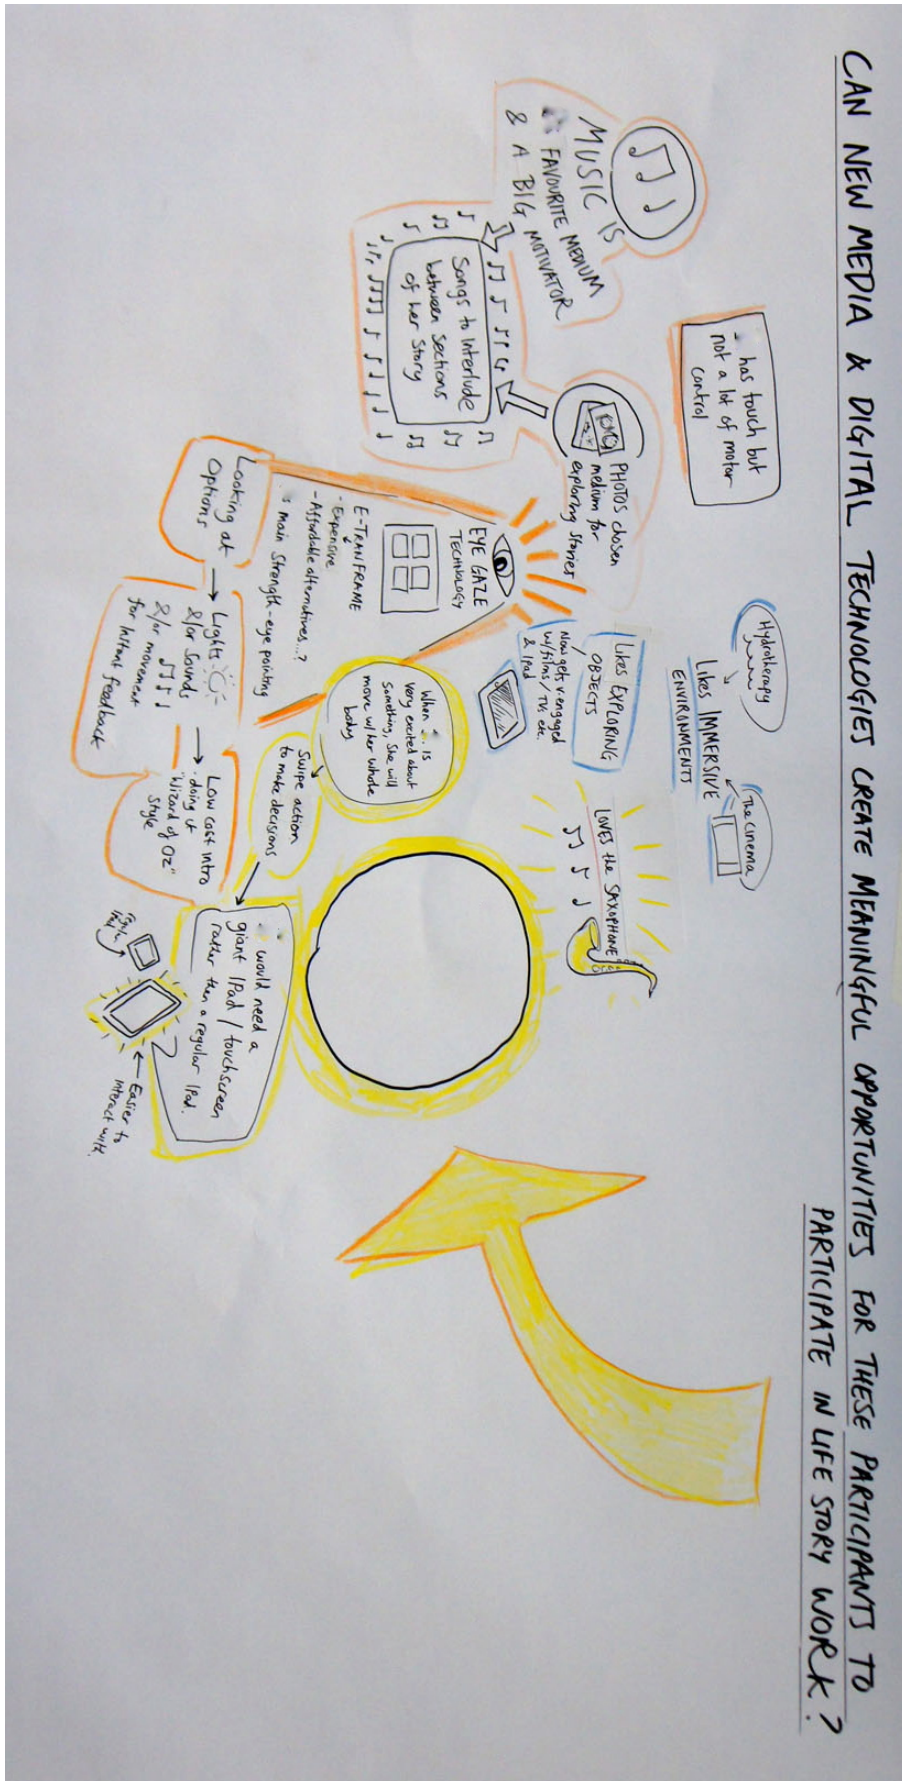 CAN NEW MEDIA & DIGITAL TECHNOLOGIES CREATE MEANINGFUL OPPORTUNITIES FOR THESE PARTICIPANTS TO
PARTICIPATE IN LIFE STORY WORK?
MUSIC IS
FAVOURITE MEDIUM
& A BIG MOTIVATOR
has touch but
not a lot of motor
control
Songs to Interlude
between Sections
of her Story
PHOTOS chosen
medium for
exploring stories
Hydrotherapy
The Cinema
Likes IMMERSIVE
ENVIRONMENTS
Likes EXPLORING
OBJECTS
Now gets v. engaged
w/films/TV etc.
& IPad
LOVES the SAXOPHONE
EYE GAZE
TECHNOLOGY
E-TRANFRAME
- Expensive
- Affordable alternatives...?
main Strength - eye pointing
When is
very excited about
Something, She will
move w/her whole
body
Swipe action
to make decisions
would need a
giant IPad / touchscreen
rather then a regular IPad.
Easier to
interact with.
Looking at
Options
Lights
&/or Sounds
&/or movement
for Instant feedback
Low Cost intro
- doing it
"Wizard of Oz"
Style